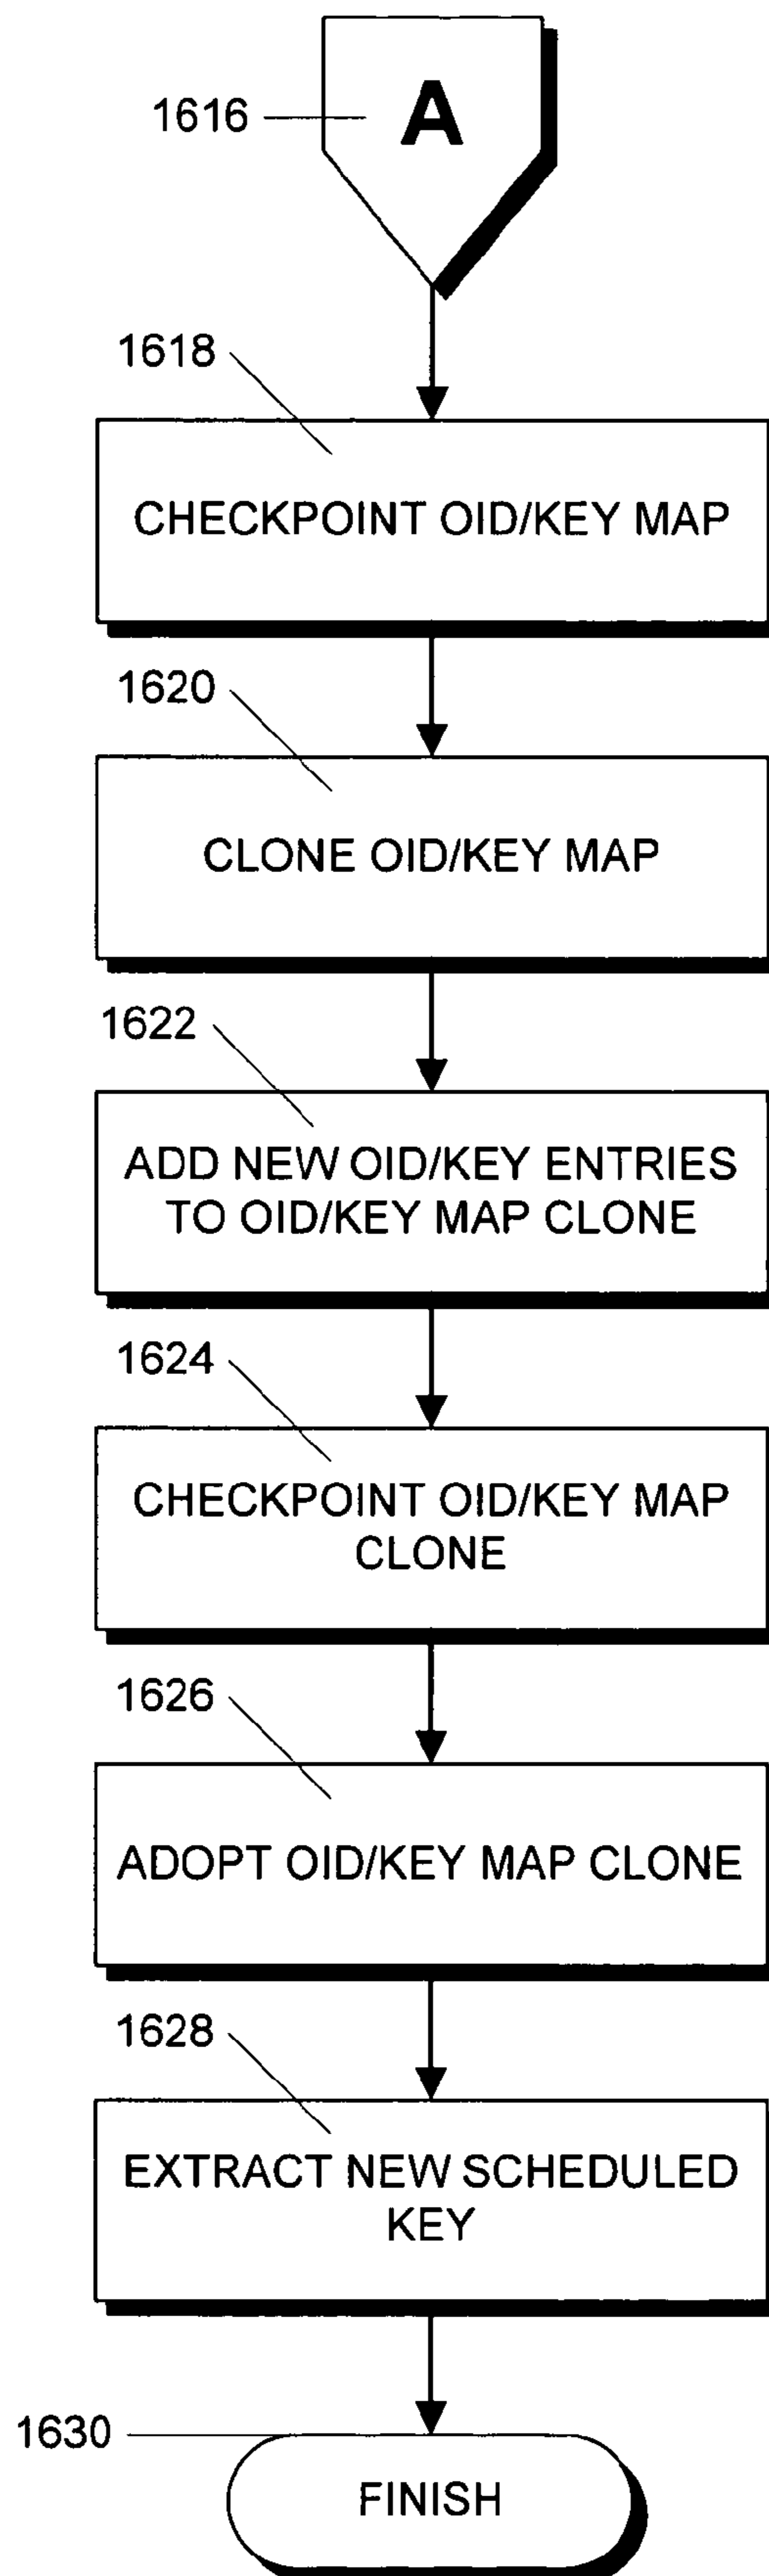 1616
A
1618
CHECKPOINT OID/KEY MAP
1620
CLONE OID/KEY MAP
1622
ADD NEW OID/KEY ENTRIES
TO OID/KEY MAP CLONE
1624
CHECKPOINT OID/KEY MAP
CLONE
1626
ADOPT OID/KEY MAP CLONE
1628
EXTRACT NEW SCHEDULED
KEY
1630
FINISH